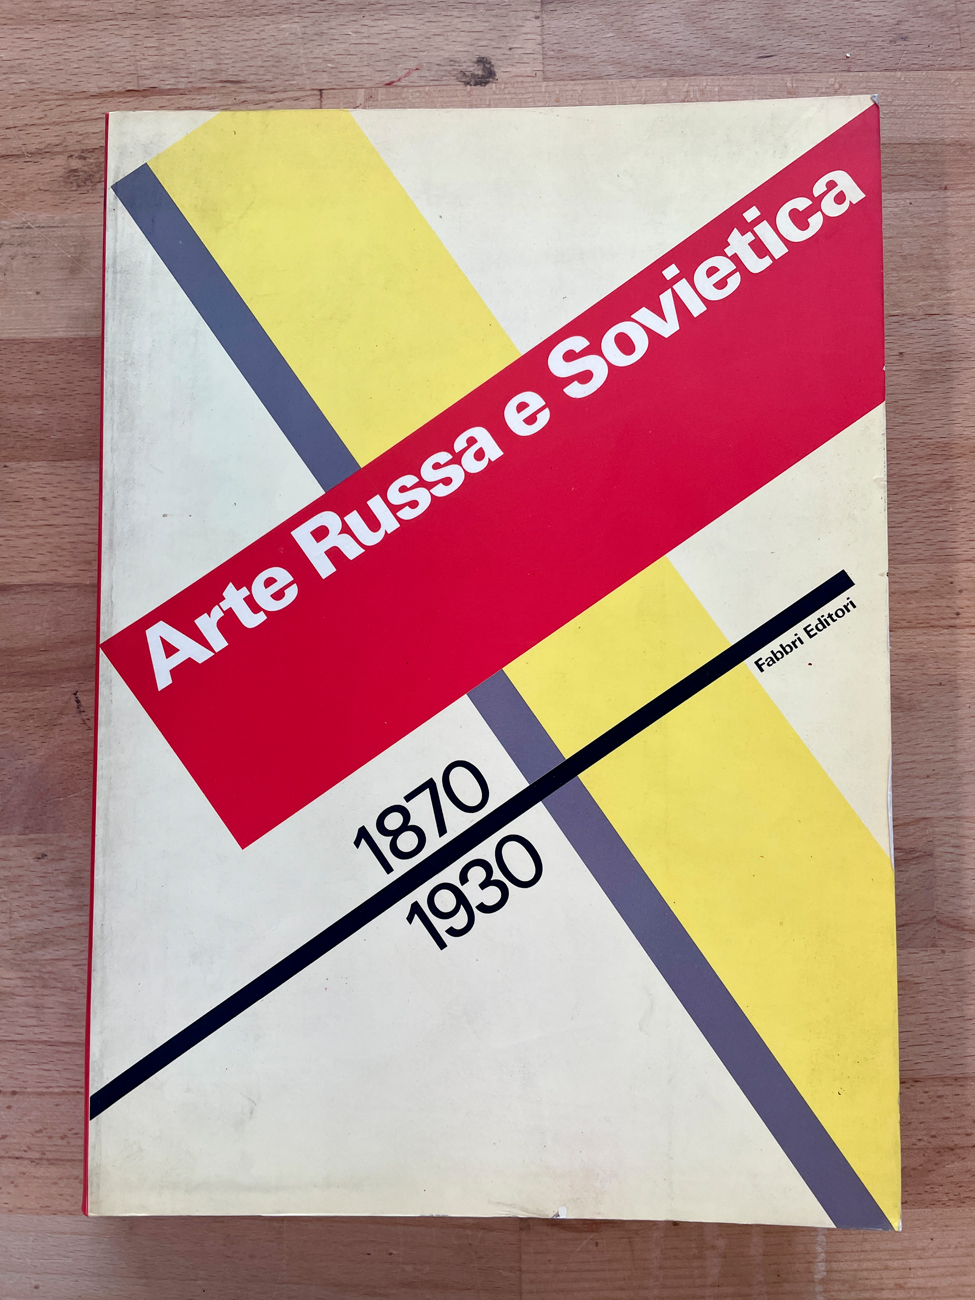 Arte Russa e Sovietica
1870
1930
Fabbri Editori